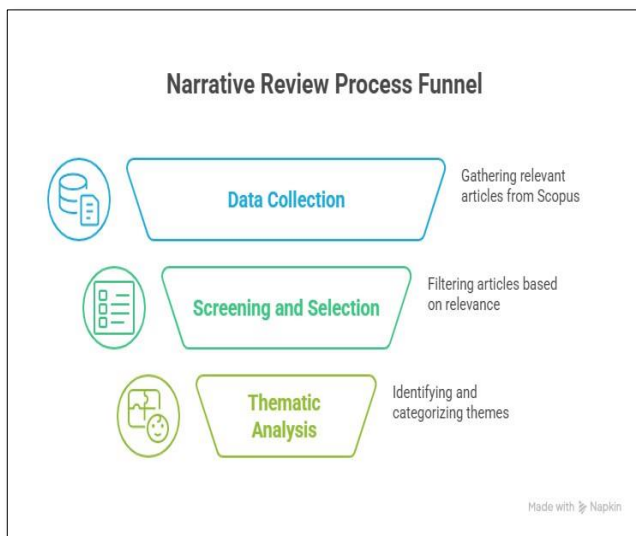 Narrative Review Process Funnel
Data Collection
Gathering relevant
articles from Scopus
Screening and Selection
Filtering articles based
on relevance
Thematic
Analysis
Identifying and
categorizing themes
Made with Napkin